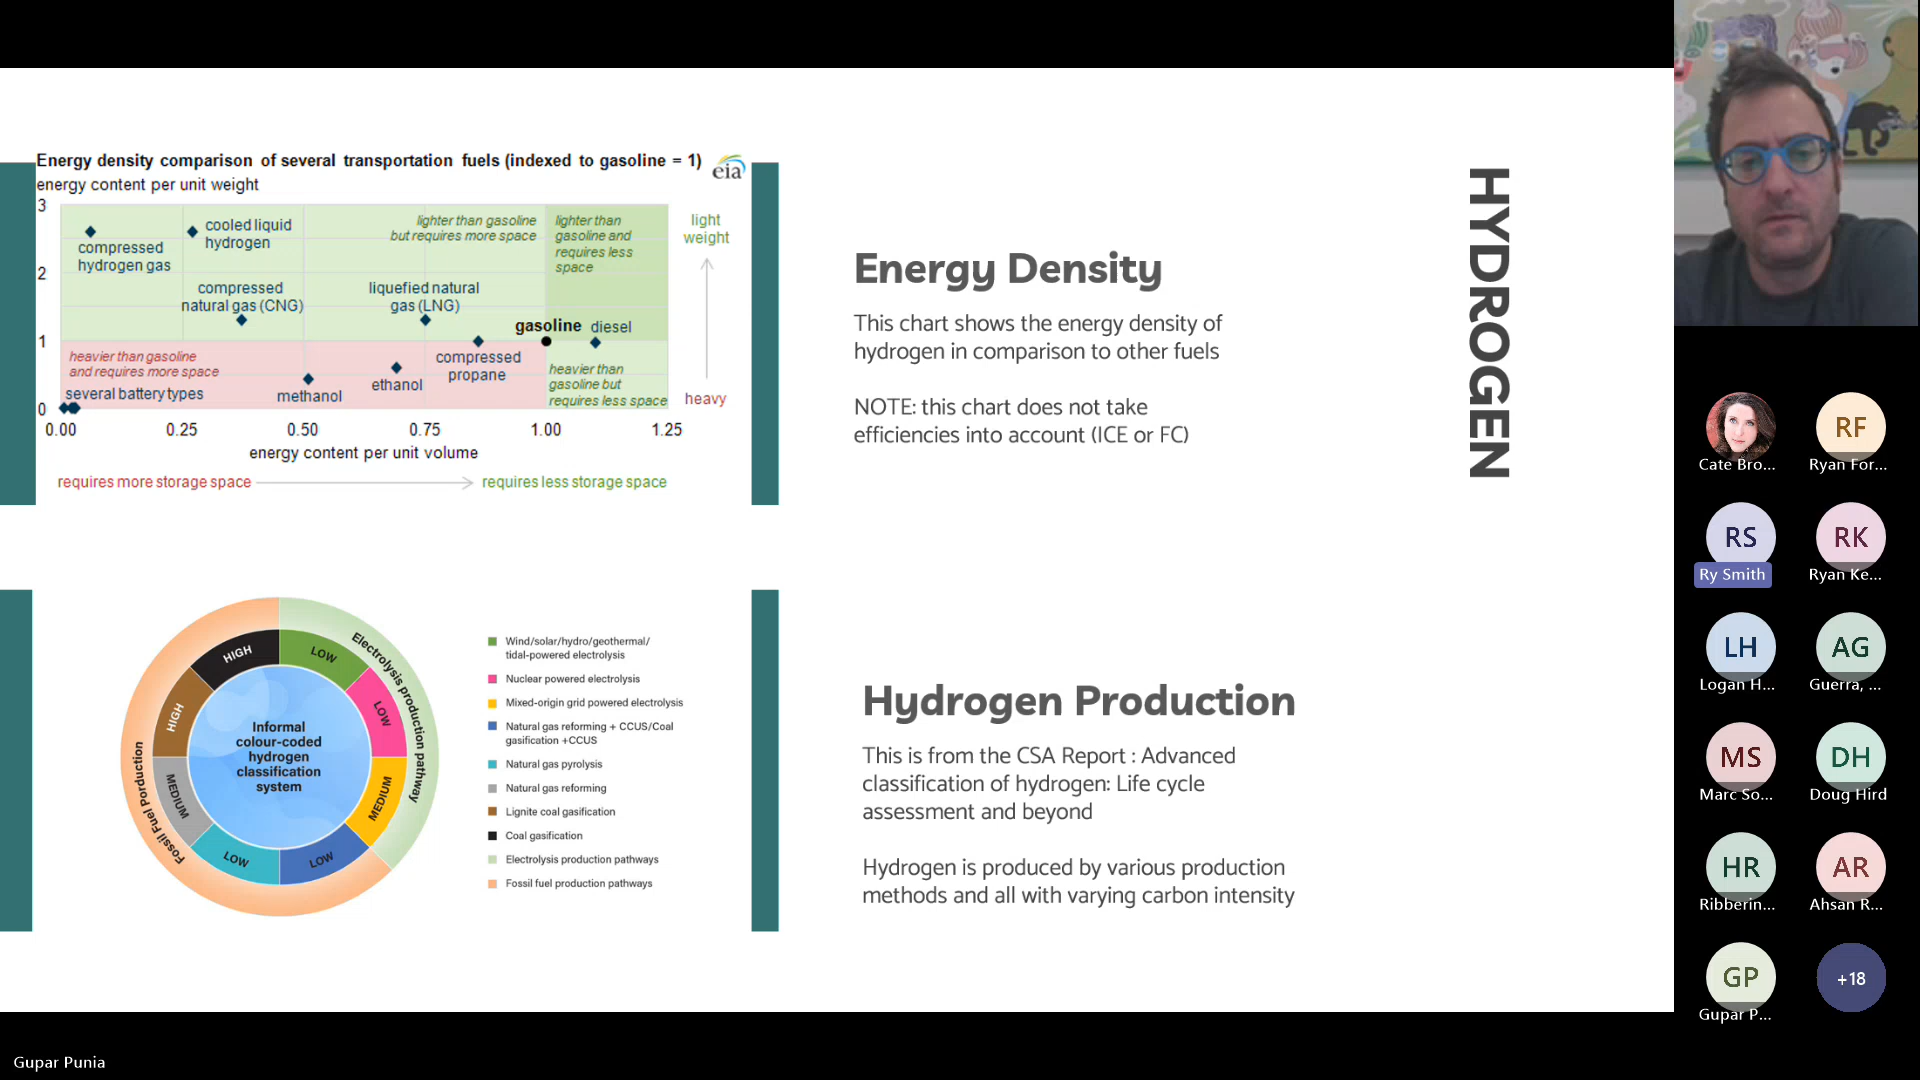 Energy density comparison of several transportation fuels (indexed to gasoline = 1)
eia
energy content per unit weight
3
2
1
0
compressed
hydrogen gas
cooled liquid
hydrogen
lighter than gasoline
but requires more space
lighter than
gasoline and
requires less
space
light
weight
compressed
natural gas (CNG)
liquefied natural
gas (LNG)
gasoline
diesel
heavier than gasoline
and requires more space
several battery types
methanol
ethanol
compressed
propane
heavier than
gasoline but
requires less space
heavy
0.00
0.25
0.50
0.75
1.00
1.25
energy content per unit volume
requires more storage space
requires less storage space
Energy Density
This chart shows the energy density of
hydrogen in comparison to other fuels
NOTE: this chart does not take
efficiencies into account (ICE or FC)
HYDROGEN
Informal
colour-coded
hydrogen
classification
system
HIGH
LOW
LOW
MEDIUM
LOW
LOW
MEDIUM
HIGH
Electrolysis production pathway
Fossil Fuel Porduction
Wind/solar/hydro/geothermal/
tidal-powered electrolysis
Nuclear powered electrolysis
Mixed-origin grid powered electrolysis
Natural gas reforming + CCUS/Coal
gasification +CCUS
Natural gas pyrolysis
Natural gas reforming
Lignite coal gasification
Coal gasification
Electrolysis production pathways
Fossil fuel production pathways
Hydrogen Production
This is from the CSA Report : Advanced
classification of hydrogen: Life cycle
assessment and beyond
Hydrogen is produced by various production
methods and all with varying carbon intensity
Cate Bro...
RF
Ryan For...
RS
Ry Smith
RK
Ryan Ke...
LH
Logan H...
AG
Guerra, ...
MS
Marc So...
DH
Doug Hird
HR
Ribberin...
AR
Ahsan R...
GP
Gupar P...
+18
Gupar Punia